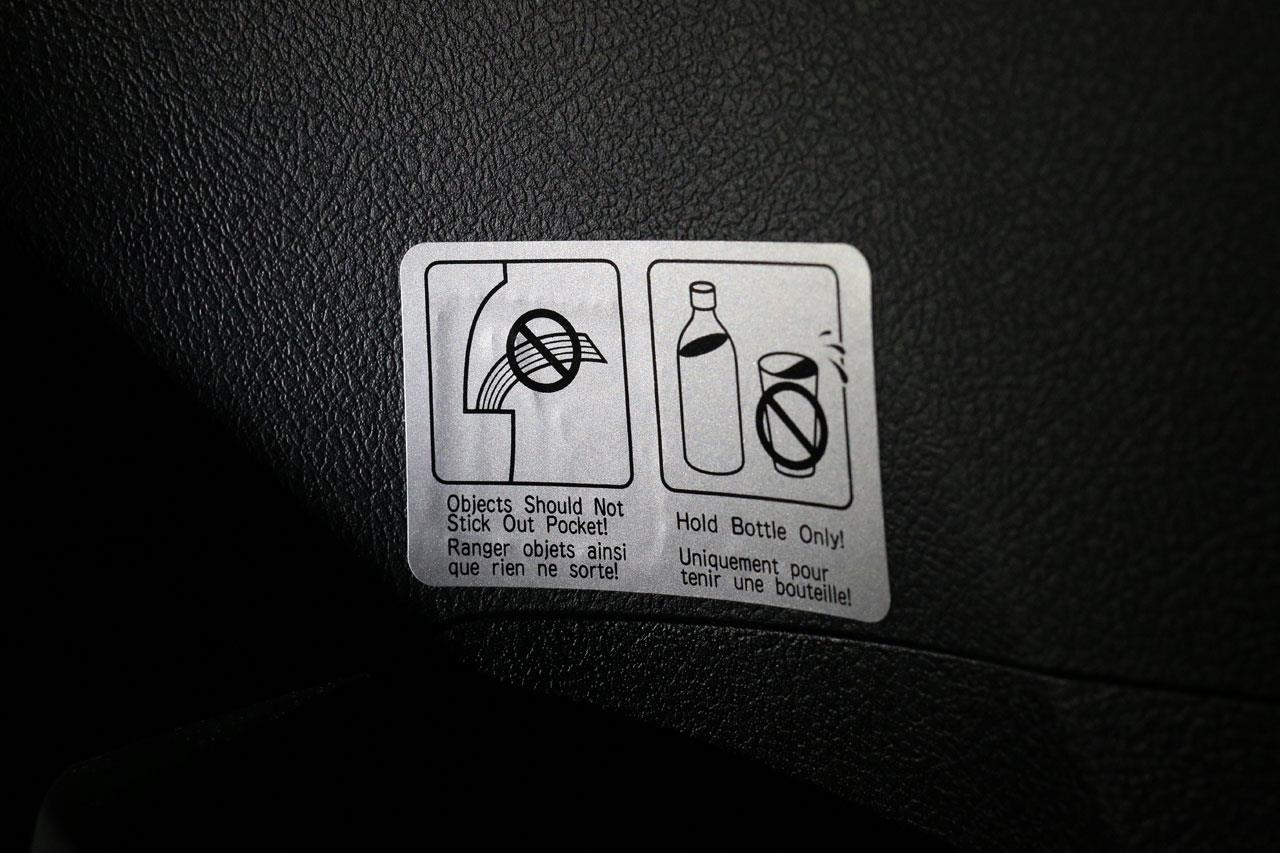 Objects Should Not
Stick Out Pocket!
Ranger objets ainsi
que rien ne sorte!
Hold Bottle Only!
Uniquement pour
tenir une bouteille!